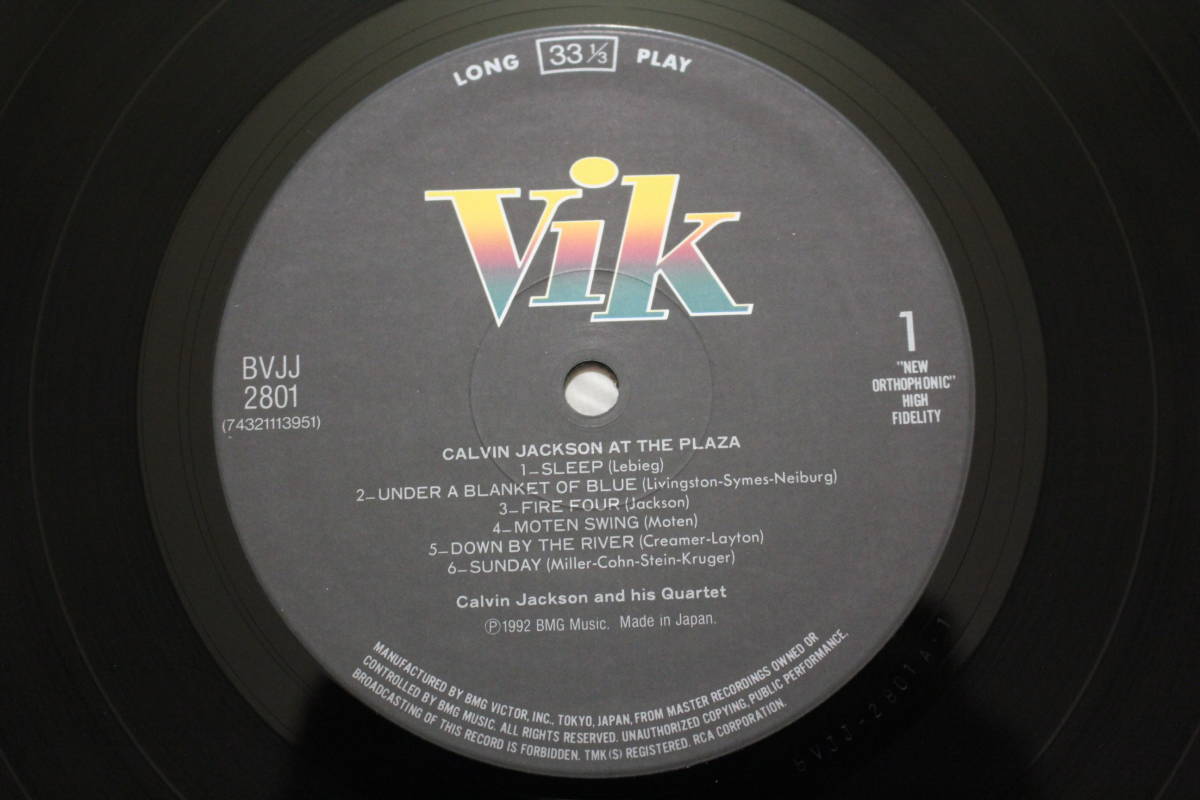 LONG 33 1/3 PLAY
Vik
BVJJ
2801
(74321113951)
1
"NEW
ORTHOPHONIC"
HIGH
FIDELITY
CALVIN JACKSON AT THE PLAZA
1-SLEEP (Lebieg)
2-UNDER A BLANKET OF BLUE (Livingston-Symes-Neiburg)
3-FIRE FOUR (Jackson)
4-MOTEN SWING (Moten)
5-DOWN BY THE RIVER (Creamer-Layton)
6-SUNDAY (Miller-Cohn-Stein-Kruger)
Calvin Jackson and his Quartet
Ⓟ1992 BMG Music. Made in Japan.
MANUFACTURED BY BMG VICTOR, INC., TOKYO, JAPAN, FROM MASTER RECORDINGS OWNED OR
CONTROLLED BY BMG MUSIC. ALL RIGHTS RESERVED. UNAUTHORIZED COPYING, PUBLIC PERFORMANCE,
BROADCASTING OF THIS RECORD IS FORBIDDEN. TMK(S) REGISTERED. RCA CORPORATION.